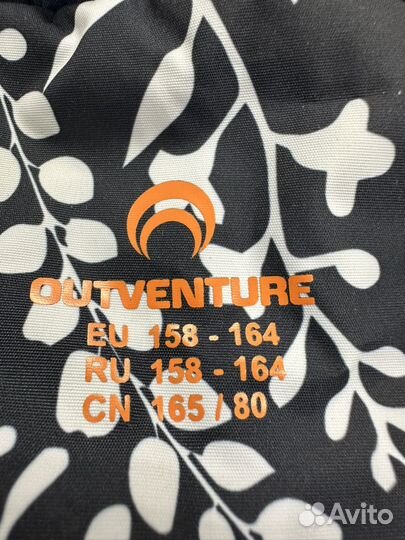 OUTVENTURE
EU 158 - 164
RU 158 - 164
CN 165 / 80
Avito